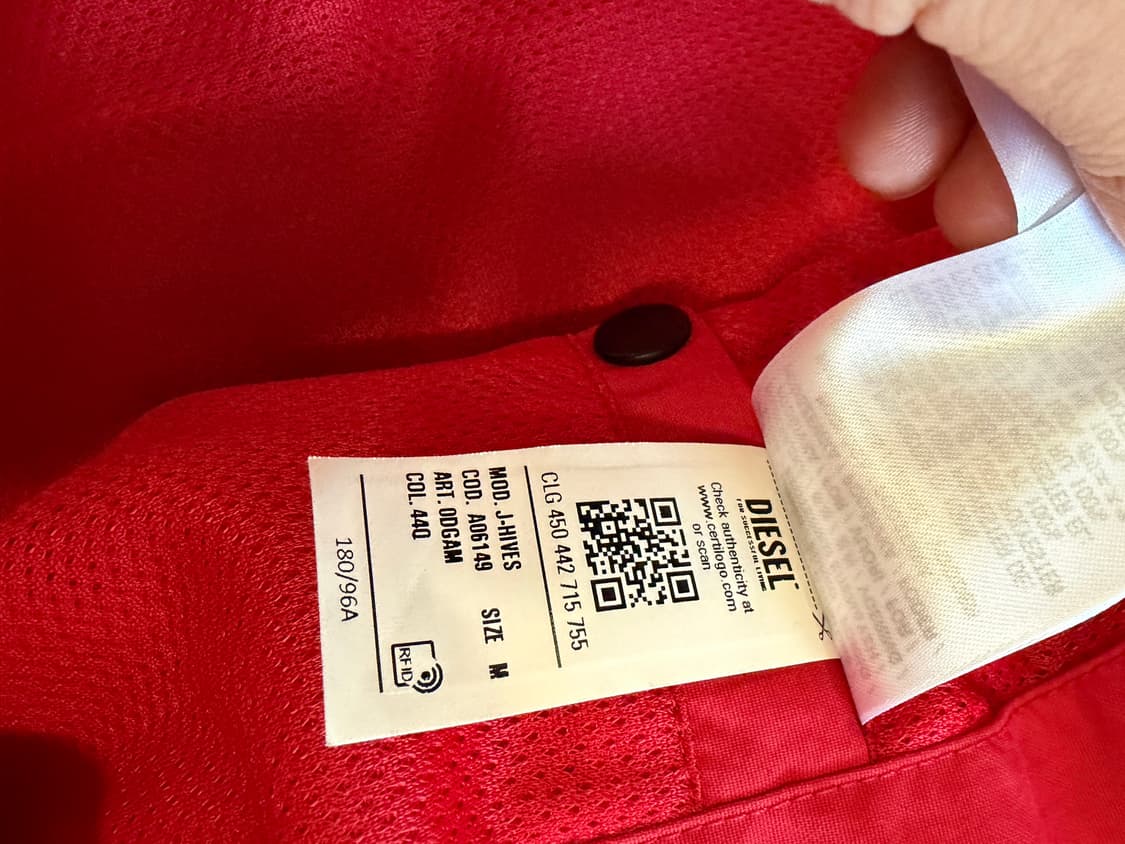 DIESEL
FOR SUCCESSFUL LIVING
Check authenticity at
www.certilogo.com
or scan
CLG 450 442 715 755
MOD. J-HIVES
COD. A06149 SIZE M
ART. 0DGAM
COL. 440
RFID
180/96A